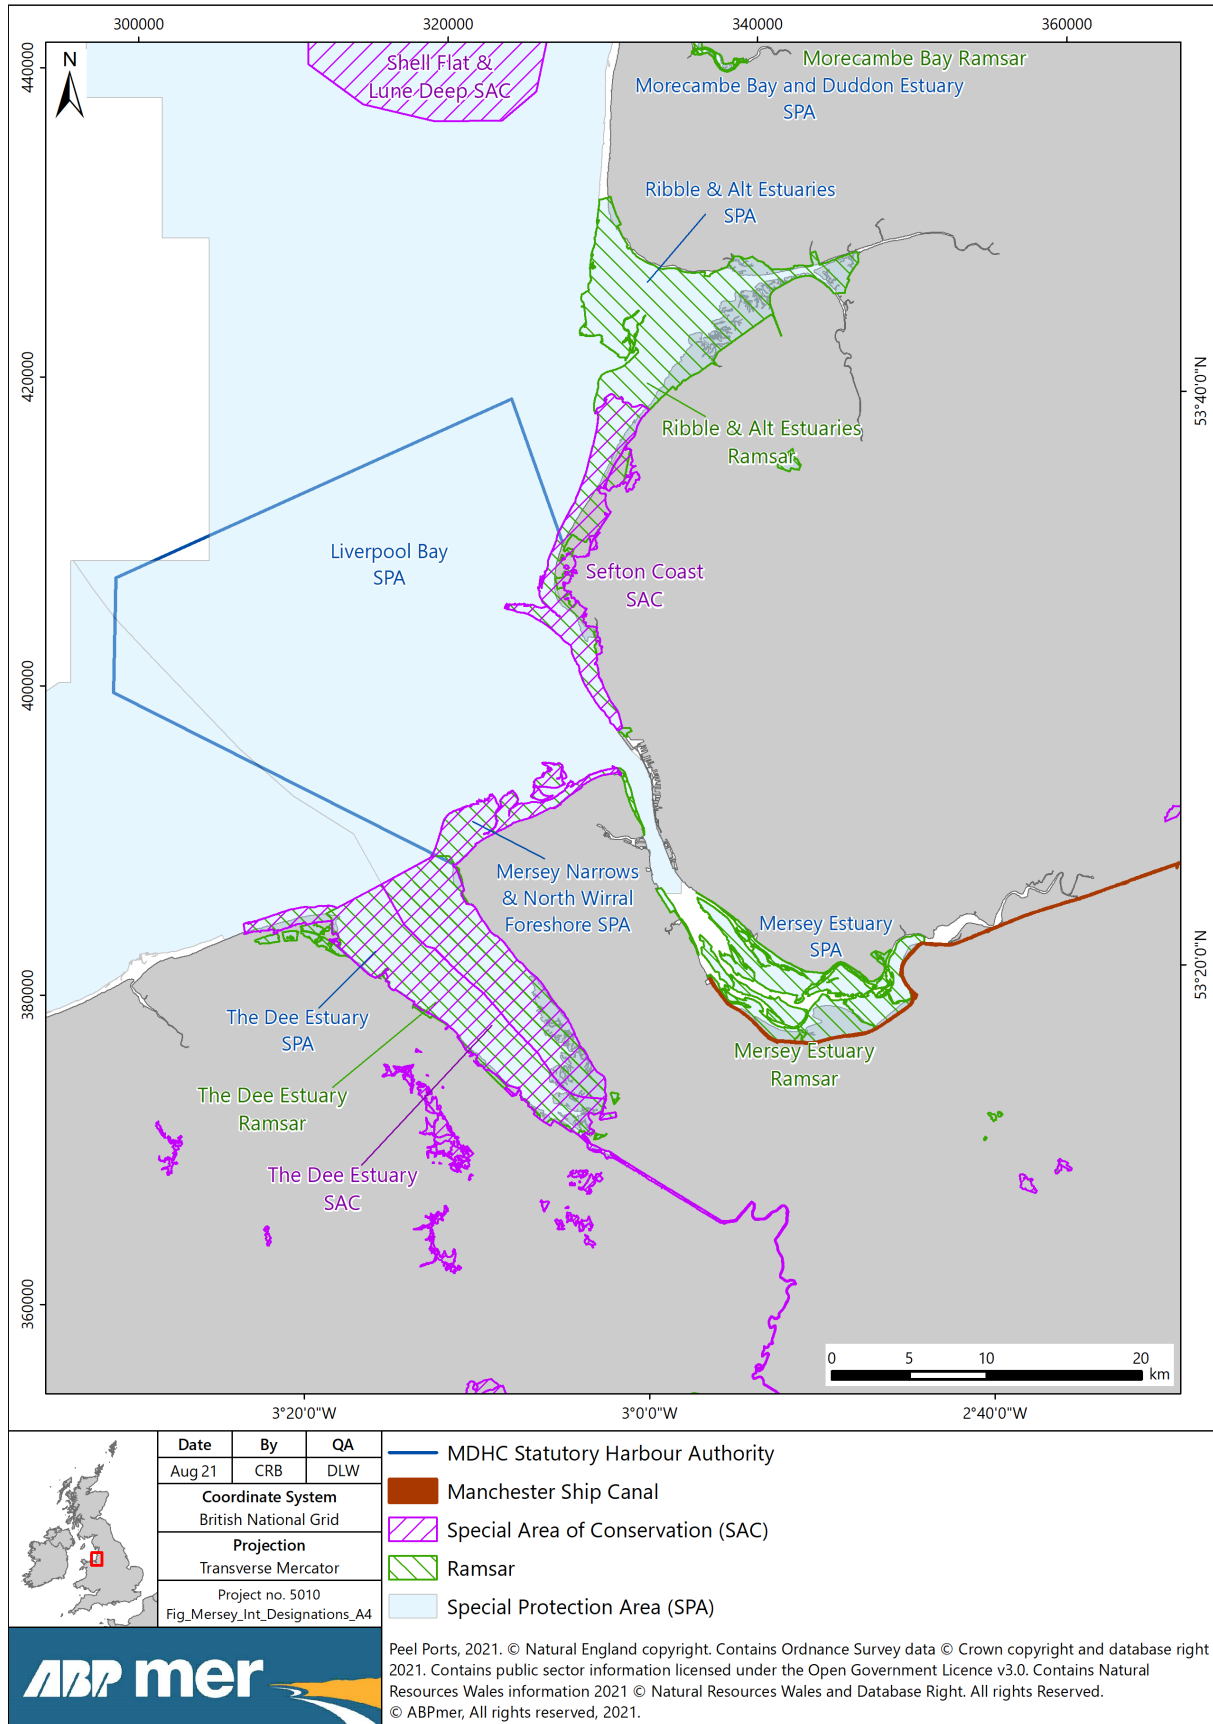 300000 320000 340000 360000
440000
420000
400000
380000
360000
N
Shell Flat &
Lune Deep SAC
Morecambe Bay Ramsar
Morecambe Bay and Duddon Estuary
SPA
Ribble & Alt Estuaries
SPA
53°40'0"N
Ribble & Alt Estuaries
Ramsar
Liverpool Bay
SPA
Sefton Coast
SAC
Mersey Narrows
& North Wirral
Foreshore SPA
Mersey Estuary
SPA
53°20'0"N
The Dee Estuary
SPA
Mersey Estuary
Ramsar
The Dee Estuary
Ramsar
The Dee Estuary
SAC
0 5 10 20
km
3°20'0"W 3°0'0"W 2°40'0"W
Date By QA
Aug 21 CRB DLW
Coordinate System
British National Grid
Projection
Transverse Mercator
Project no. 5010
Fig_Mersey_Int_Designations_A4
ABPmer
MDHC Statutory Harbour Authority
Manchester Ship Canal
Special Area of Conservation (SAC)
Ramsar
Special Protection Area (SPA)
Peel Ports, 2021. © Natural England copyright. Contains Ordnance Survey data © Crown copyright and database right
2021. Contains public sector information licensed under the Open Government Licence v3.0. Contains Natural
Resources Wales information 2021 © Natural Resources Wales and Database Right. All rights Reserved.
© ABPmer, All rights reserved, 2021.